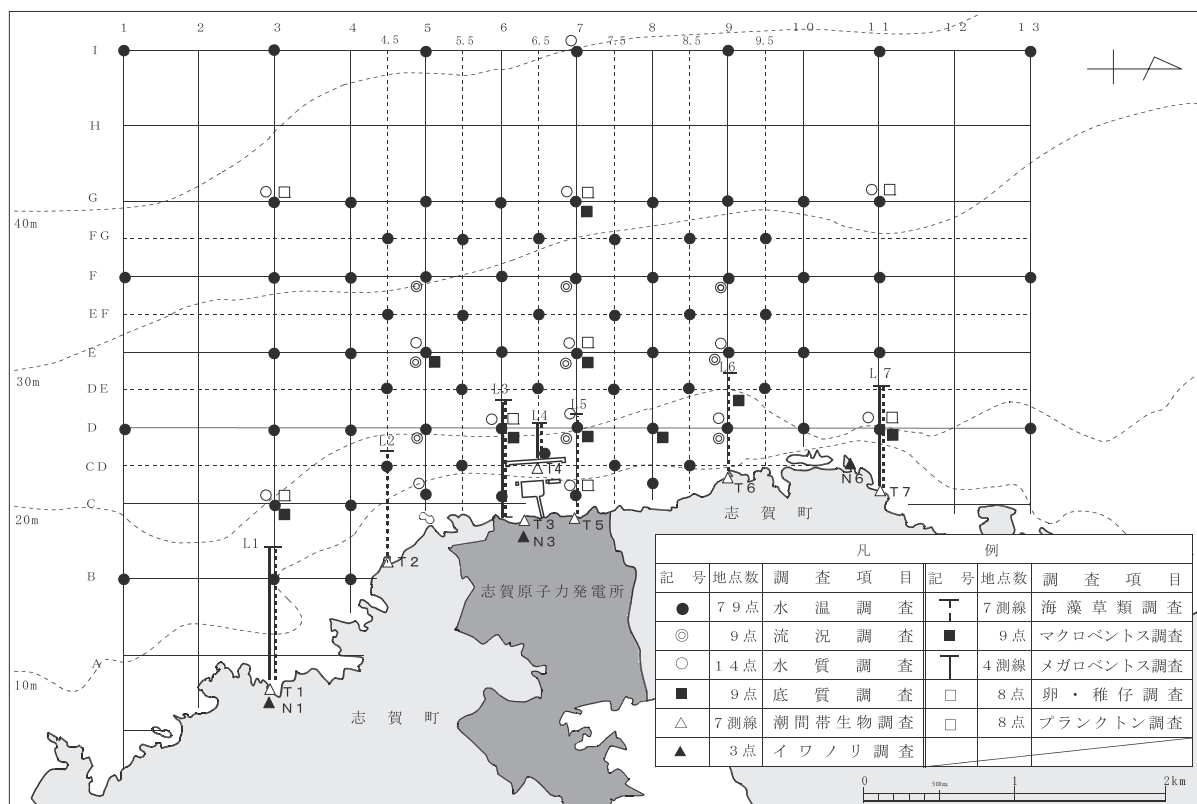 1 2 3 4 5 6 7 8 9 10 11 12 13
4.5 5.5 6.5 7.5 8.5 9.5
I
H
G
40m
FG
F
EF
E
30m
L6
DE
L7
L3
L5
L4
D
L2
CD
T4
N6
T6
T7
C
20m
志賀町
T3
T5
N3
L1
T2
B
志賀原子力発電所
A
10m
T1
N1
志賀町
凡例
記号 地点数 調査項目 記号 地点数 調査項目
● 79点 水温調査 7測線 海藻草類調査
◎ 9点 流況調査 ■ 9点 マクロベントス調査
○ 14点 水質調査 4測線 メガロベントス調査
■ 9点 底質調査 □ 8点 卵・稚仔調査
△ 7測線 潮間帯生物調査 □ 8点 プランクトン調査
▲ 3点 イワノリ調査
0 500m 1 2km